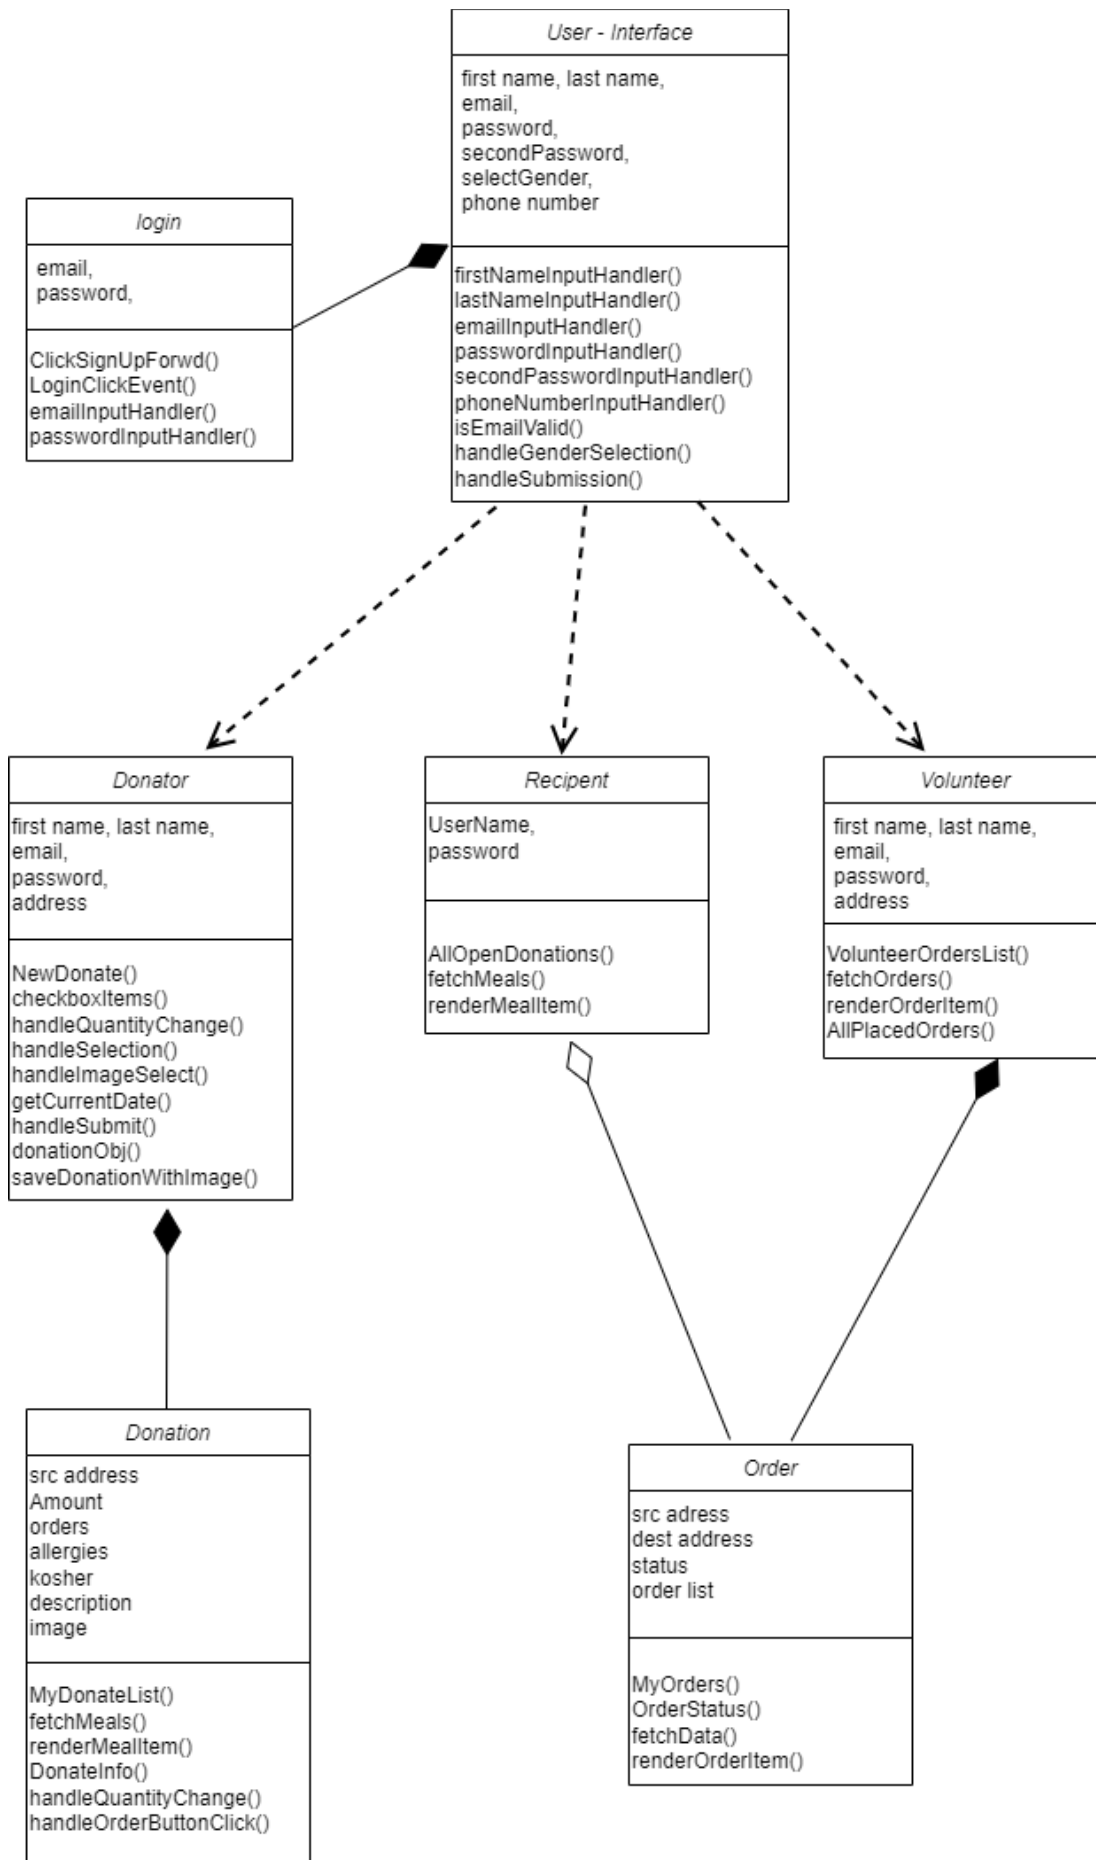 User - Interface
first name, last name,
email,
password,
secondPassword,
selectGender,
phone number
firstNameInputHandler()
lastNameInputHandler()
emailInputHandler()
passwordInputHandler()
secondPasswordInputHandler()
phoneNumberInputHandler()
isEmailValid()
handleGenderSelection()
handleSubmission()
login
email,
password,
ClickSignUpForwd()
LoginClickEvent()
emailInputHandler()
passwordInputHandler()
Donator
first name, last name,
email,
password,
address
NewDonate()
checkboxItems()
handleQuantityChange()
handleSelection()
handleImageSelect()
getCurrentDate()
handleSubmit()
donationObj()
saveDonationWithImage()
Recipent
UserName,
password
AllOpenDonations()
fetchMeals()
renderMealItem()
Volunteer
first name, last name,
email,
password,
address
VolunteerOrdersList()
fetchOrders()
renderOrderItem()
AllPlacedOrders()
Donation
src address
Amount
orders
allergies
kosher
description
image
MyDonateList()
fetchMeals()
renderMealItem()
DonateInfo()
handleQuantityChange()
handleOrderButtonClick()
Order
src adress
dest address
status
order list
MyOrders()
OrderStatus()
fetchData()
renderOrderItem()